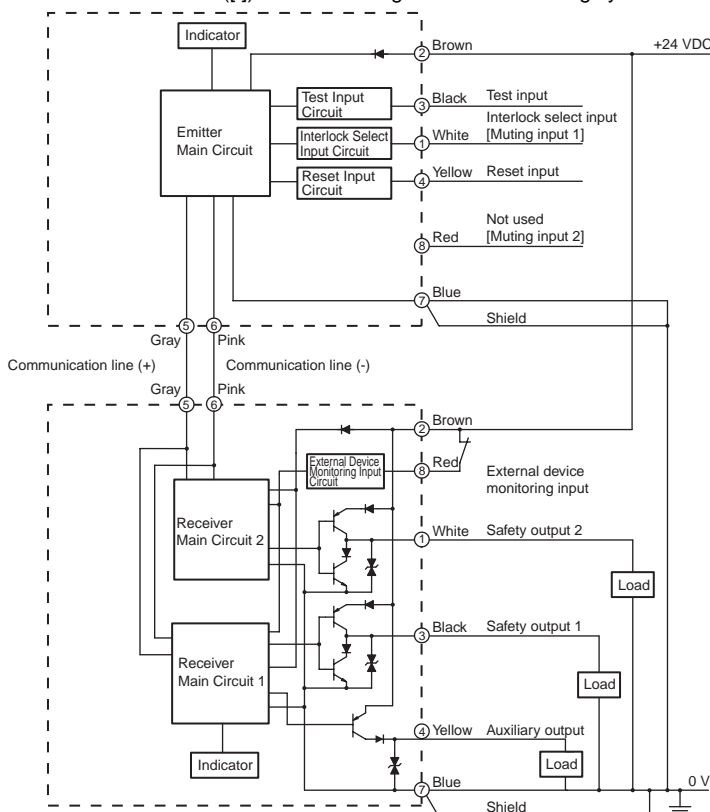 Indicator
2 Brown
+24 VDC
Emitter
Main Circuit
Test Input
Circuit
3 Black Test input
Interlock Select
Input Circuit
1 White
Interlock select input
[Muting input 1]
Reset Input
Circuit
4 Yellow Reset input
8 Red
Not used
[Muting input 2]
7 Blue
Shield
5 6
Gray Pink
Communication line (+) Communication line (-)
Gray Pink
5 6
2 Brown
External Device
Monitoring Input
Circuit
8 Red
External device
monitoring input
Receiver
Main Circuit 2
1 White Safety output 2
Load
3 Black Safety output 1
Receiver
Main Circuit 1
Load
4 Yellow Auxiliary output
Indicator
Load
7 Blue
0 V
Shield